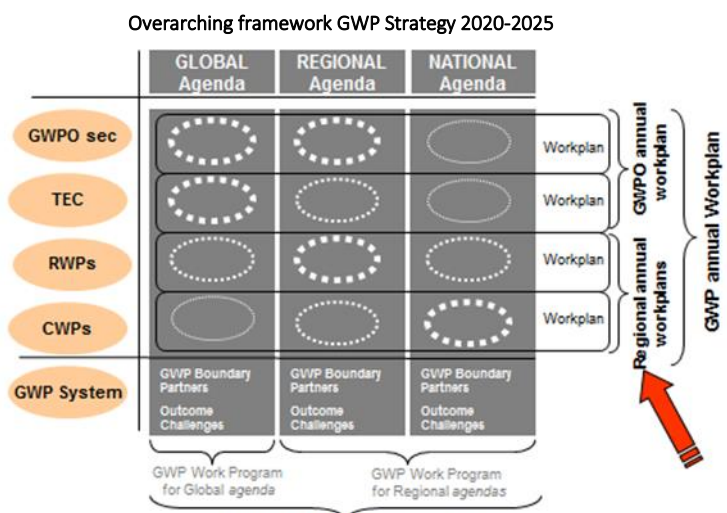 Overarching framework GWP Strategy 2020-2025
GLOBAL Agenda
REGIONAL Agenda
NATIONAL Agenda
GWPO sec
Workplan
TEC
Workplan
GWPO annual workplan
RWPs
Workplan
CWPs
Workplan
Regional annual workplans
GWP annual Workplan
GWP System
GWP Boundary Partners
Outcome Challenges
GWP Boundary Partners
Outcome Challenges
GWP Boundary Partners
Outcome Challenges
GWP Work Program
for Global agenda
GWP Work Program
for Regional agendas